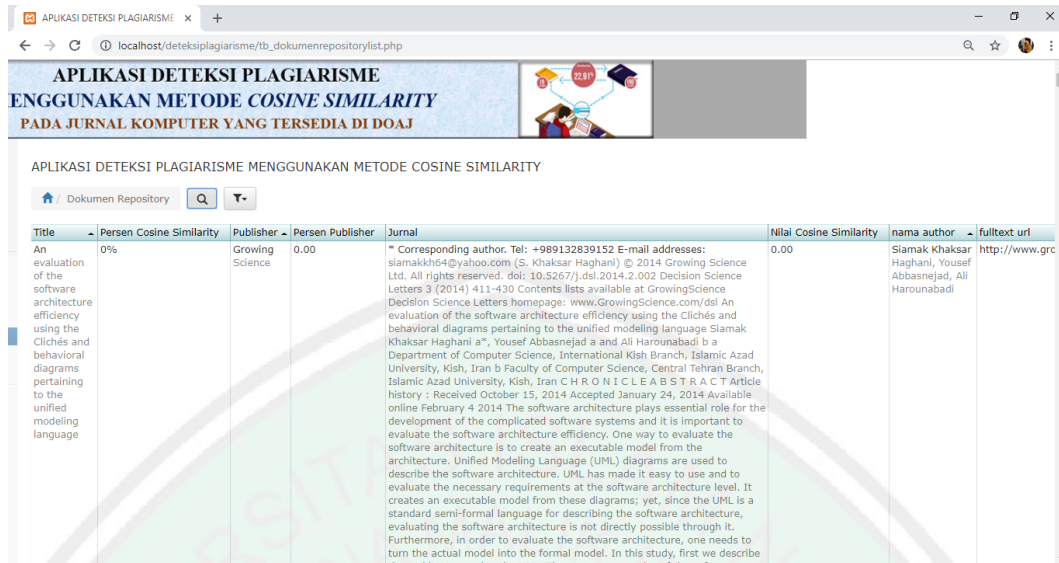 APLIKASI DETEKSI PLAGIARISME
localhost/deteksiplagiarisme/tb_dokumenrepositorylist.php
APLIKASI DETEKSI PLAGIARISME
ENGGUNAKAN METODE COSINE SIMILARITY
PADA JURNAL KOMPUTER YANG TERSEDIA DI DOAJ
22,91%
APLIKASI DETEKSI PLAGIARISME MENGGUNAKAN METODE COSINE SIMILARITY
/ Dokumen Repository
Title Persen Cosine Similarity Publisher Persen Publisher Jurnal Nilai Cosine Similarity nama author fulltext url
An
evaluation
of the
software
architecture
efficiency
using the
Clichés and
behavioral
diagrams
pertaining
to the
unified
modeling
language
0%
Growing
Science
0.00
* Corresponding author. Tel: +989132839152 E-mail addresses:
siamakkh64@yahoo.com (S. Khaksar Haghani) © 2014 Growing Science
Ltd. All rights reserved. doi: 10.5267/j.dsl.2014.2.002 Decision Science
Letters 3 (2014) 411-430 Contents lists available at GrowingScience
Decision Science Letters homepage: www.GrowingScience.com/dsl An
evaluation of the software architecture efficiency using the Clichés and
behavioral diagrams pertaining to the unified modeling language Siamak
Khaksar Haghani a*, Yousef Abbasnejad a and Ali Harounabadi b a
Department of Computer Science, International Kish Branch, Islamic Azad
University, Kish, Iran b Faculty of Computer Science, Central Tehran Branch,
Islamic Azad University, Kish, Iran C H R O N I C L E A B S T R A C T Article
history : Received October 15, 2014 Accepted January 24, 2014 Available
online February 4 2014 The software architecture plays essential role for the
development of the complicated software systems and it is important to
evaluate the software architecture efficiency. One way to evaluate the
software architecture is to create an executable model from the
architecture. Unified Modeling Language (UML) diagrams are used to
describe the software architecture. UML has made it easy to use and to
evaluate the necessary requirements at the software architecture level. It
creates an executable model from these diagrams; yet, since the UML is a
standard semi-formal language for describing the software architecture,
evaluating the software architecture is not directly possible through it.
Furthermore, in order to evaluate the software architecture, one needs to
turn the actual model into the formal model. In this study, first we describe
0.00
Siamak Khaksar
Haghani, Yousef
Abbasnejad, Ali
Harounabadi
http://www.gro